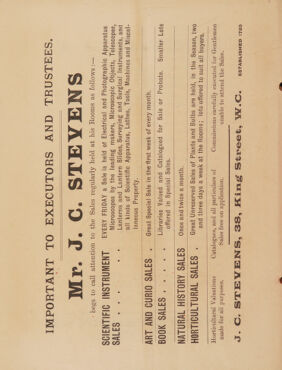 IMPORTANT TO EXECUTORS AND TRUSTEES.
Mr. J. C. STEVENS
begs to call attention to the Sales regularly held at his Rooms as follows :—
SCIENTIFIC INSTRUMENT SALES . . . . . EVERY FRIDAY a Sale is held of Electrical and Photographic Apparatus
Microscopes by the leading makers, Microscopic Objects, Telescopes,
Lanterns and Lantern Slides, Surveying and Surgical Instruments, and
all kinds of Scientific Apparatus, Lathes, Tools, Machines and Miscel-
laneous Property.
ART AND CURIO SALES . Great Special Sale in the first week of every month.
BOOK SALES . . . . . Libraries Valued and Catalogued for Sale or Probate. Smaller Lots
offered in Special Sales.
NATURAL HISTORY SALES Once and twice a month.
HORTICULTURAL SALES . Great Unreserved Sales of Plants and Bulbs are held, in the Season, two
and three days a week at the Rooms; lots offered to suit all buyers.
Horticultural Valuations made for all purposes.
Catalogues, and all particulars of Sales free on application.
Commissions carefully executed for Gentlemen unable to attend the Sales.
J. C. STEVENS, 38, King Street, W.C. ESTABLISHED 1760